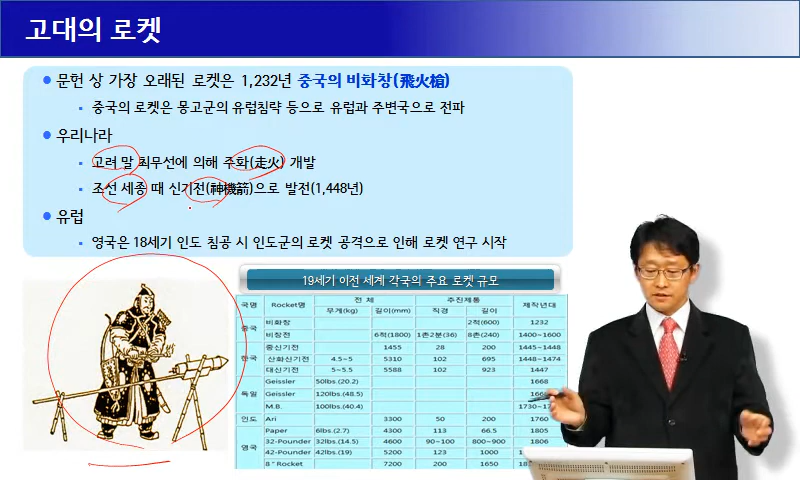 고대의 로켓
문헌 상 가장 오래된 로켓은 1,232년 중국의 비화창(飛火槍)
중국의 로켓은 몽고군의 유럽침략 등으로 유럽과 주변국으로 전파
우리나라
고려 말 최무선에 의해 주화(走火) 개발
조선 세종 때 신기전(神機箭)으로 발전(1,448년)
유럽
영국은 18세기 인도 침공 시 인도군의 로켓 공격으로 인해 로켓 연구 시작
19세기 이전 세계 각국의 주요 로켓 규모
국명 Rocket명 전 체 추진제통 제작년대
무게(kg) 길이(mm) 직경 길이
중국 비화창 2척(600) 1232
비창전 6척(1800) 1촌2분(36) 8촌(240) 1400~1600
한국 중신기전 1455 28 200 1445~1448
산화신기전 4.5~5 5310 102 695 1448~1474
대신기전 5~5.5 5588 102 923 1447
독일 Geissler 50lbs.(20.2) 1668
Geissler 120lbs.(48.5)
M.B. 100lbs.(40.4)
인도 Ari 3300 50 200 1760
영국 Paper 6lbs.(2.7) 4300 113 66.5 1805
32-Pounder 32lbs.(14.5) 4600 90~100 800~900 1806
42-Pounder 42lbs.(19) 5200 123 1000
8"Rocket 7200 200 1650